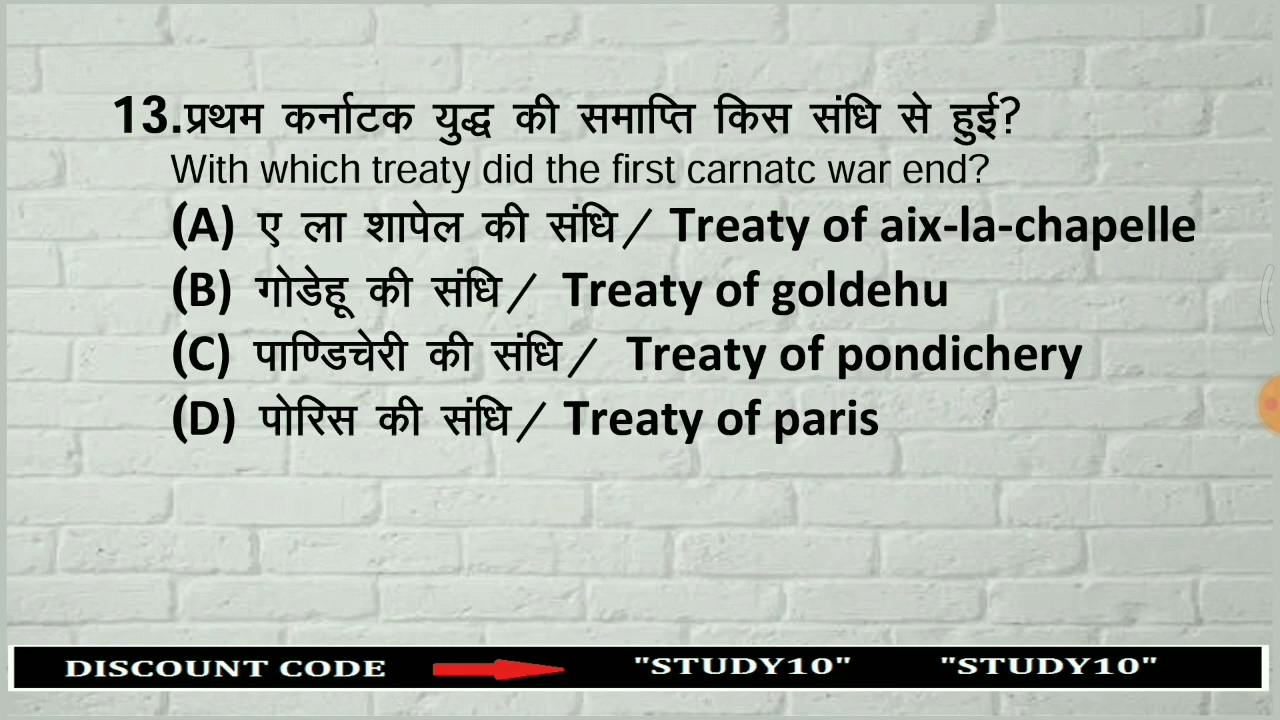 13.प्रथम कर्नाटक युद्ध की समाप्ति किस संधि से हुई?
With which treaty did the first carnatc war end?
(A) ए ला शापेल की संधि/ Treaty of aix-la-chapelle
(B) गोडेहू की संधि/ Treaty of goldehu
(C) पाण्डिचेरी की संधि/ Treaty of pondichery
(D) पोरिस की संधि/ Treaty of paris
DISCOUNT CODE "STUDY10" "STUDY10"